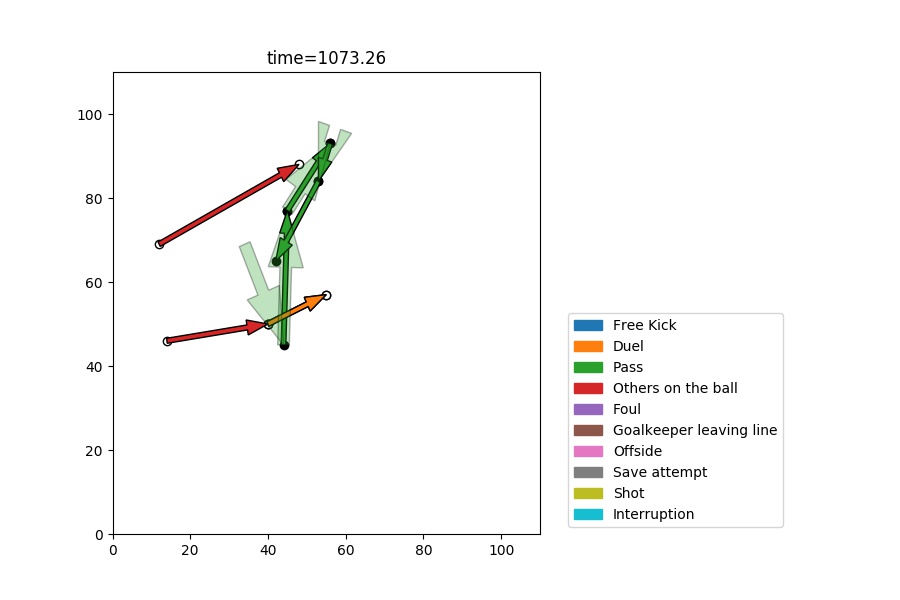 time=1073.26
100
80
60
40
20
0
0 20 40 60 80 100
Free Kick
Duel
Pass
Others on the ball
Foul
Goalkeeper leaving line
Offside
Save attempt
Shot
Interruption